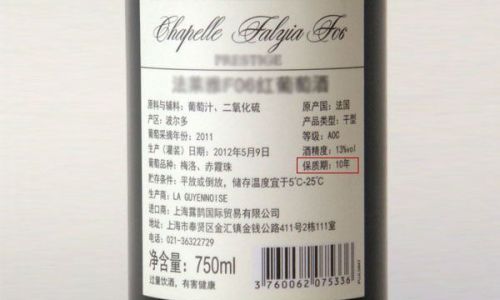 Chapelle Falyia F06
PRESTIGE
法莱雅F06红葡萄酒
原料与辅料：葡萄汁、二氧化硫 原产国：法国
产区：波尔多 产品类型：干型
葡萄采摘年份：2011 等级：AOC
生产（灌装）日期：2012年5月9日 酒精度：13%vol
葡萄品种：梅洛、赤霞珠 保质期：10年
贮存条件：平放或倒放，储存温度宜于5℃-25℃
生产商：LA GUYENNOISE
进口商：上海露鹊国际贸易有限公司
地址：上海市奉贤区金汇镇金钱公路411号2栋111室
电话：021-36322729
净含量：750ml
过量饮酒，有害健康
3 760062 075336